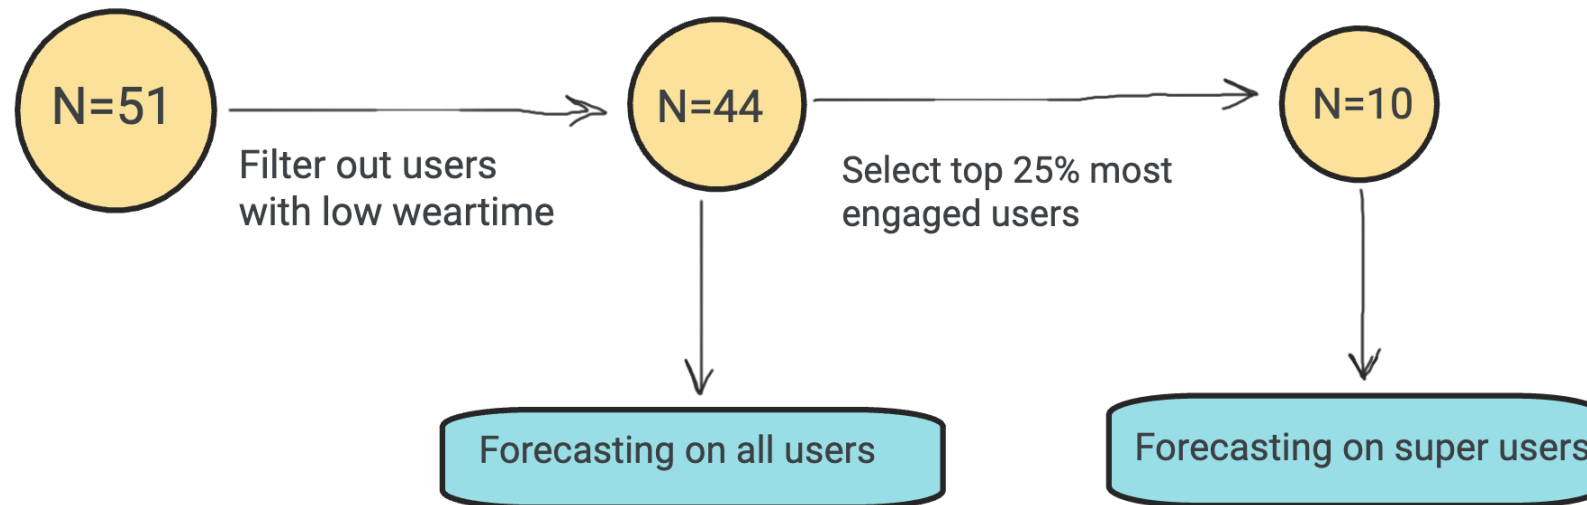 N=51
N=44
N=10
Filter out users
with low weartime
Select top 25% most
engaged users
Forecasting on all users
Forecasting on super users